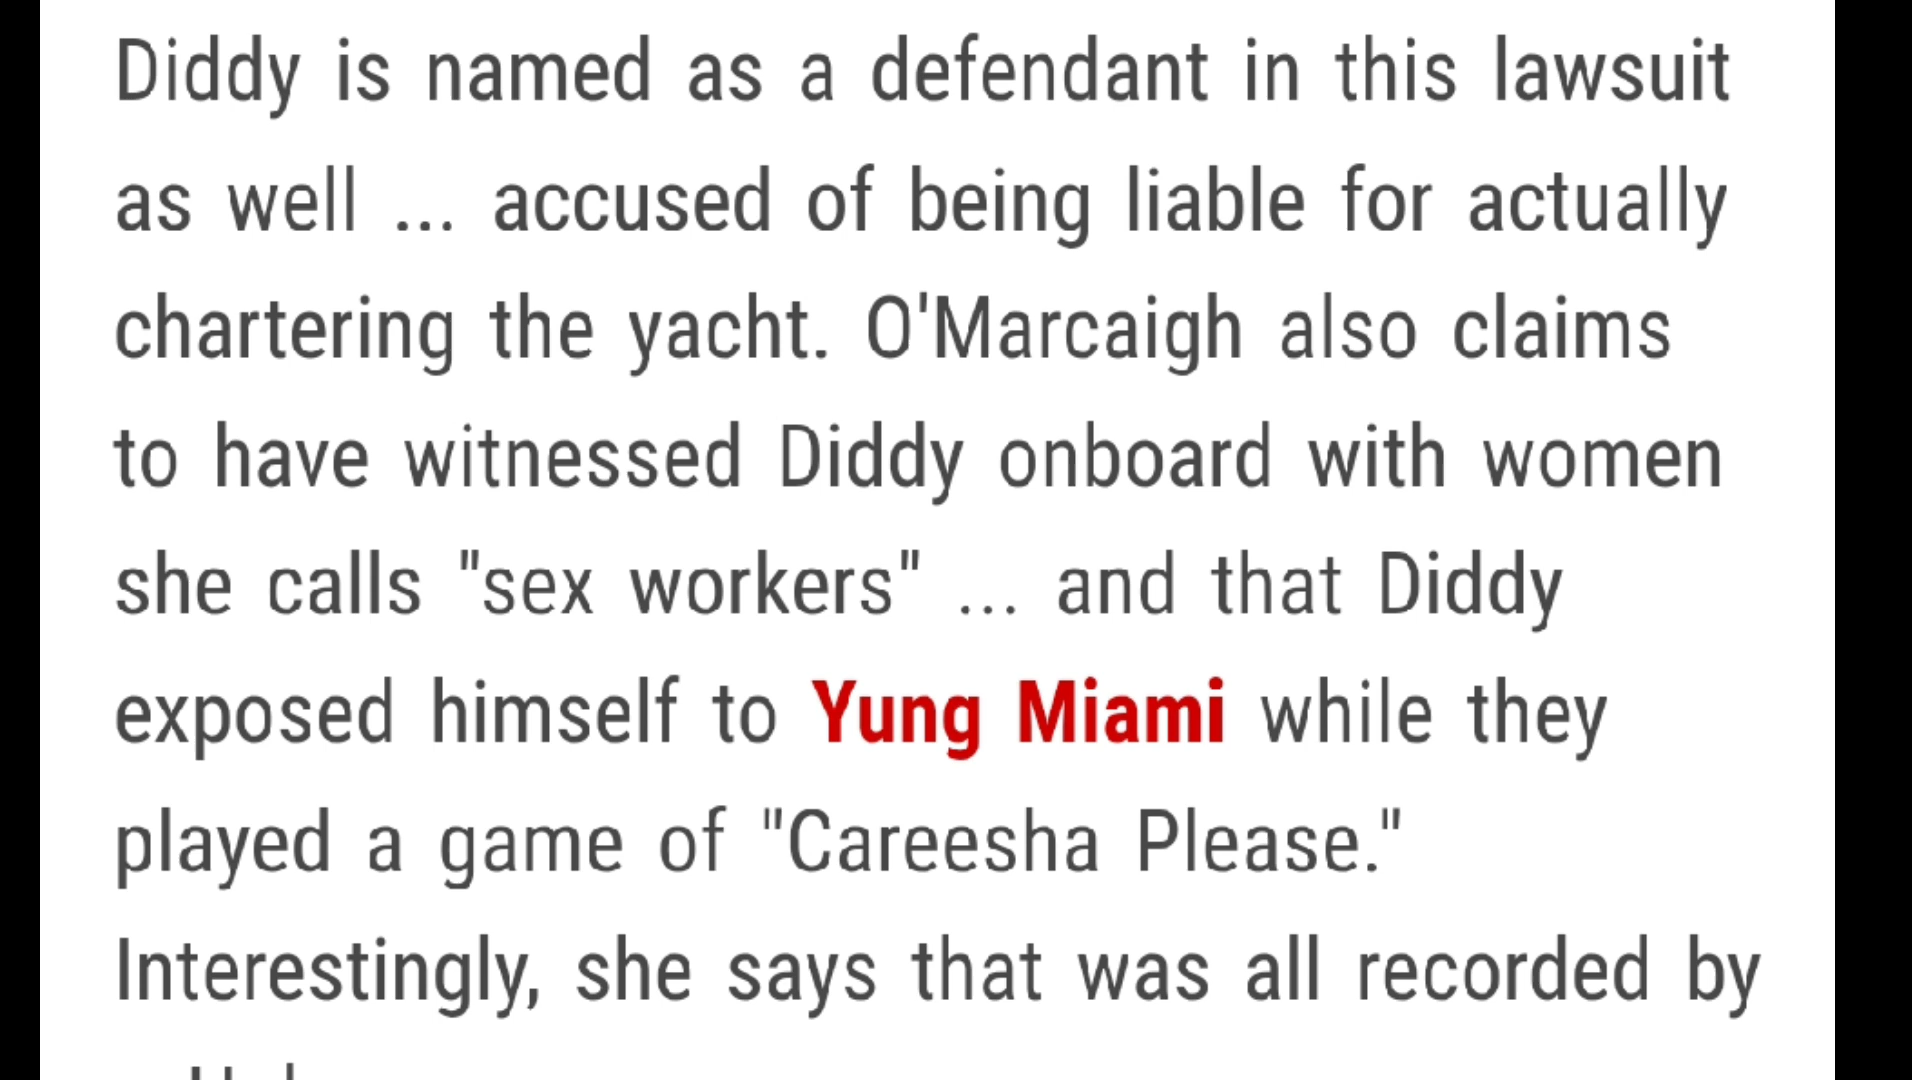 Diddy is named as a defendant in this lawsuit
as well ... accused of being liable for actually
chartering the yacht. O'Marcaigh also claims
to have witnessed Diddy onboard with women
she calls "sex workers" ... and that Diddy
exposed himself to Yung Miami while they
played a game of "Careesha Please."
Interestingly, she says that was all recorded by